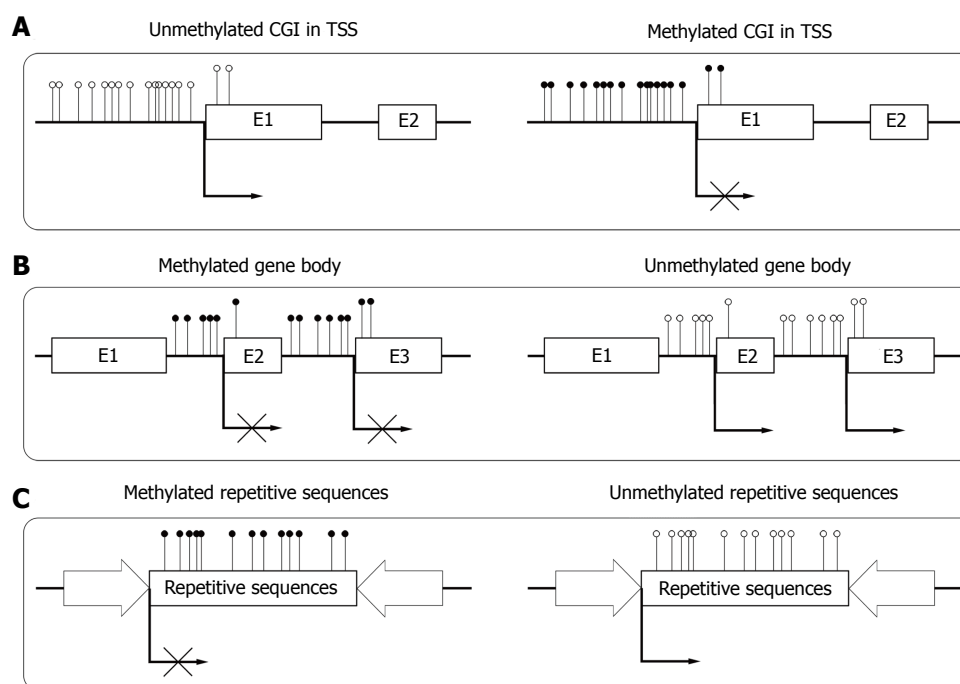 A
Unmethylated CGI in TSS
Methylated CGI in TSS
E1
E2
E1
E2
B
Methylated gene body
Unmethylated gene body
E1
E2
E3
E1
E2
E3
C
Methylated repetitive sequences
Unmethylated repetitive sequences
Repetitive sequences
Repetitive sequences